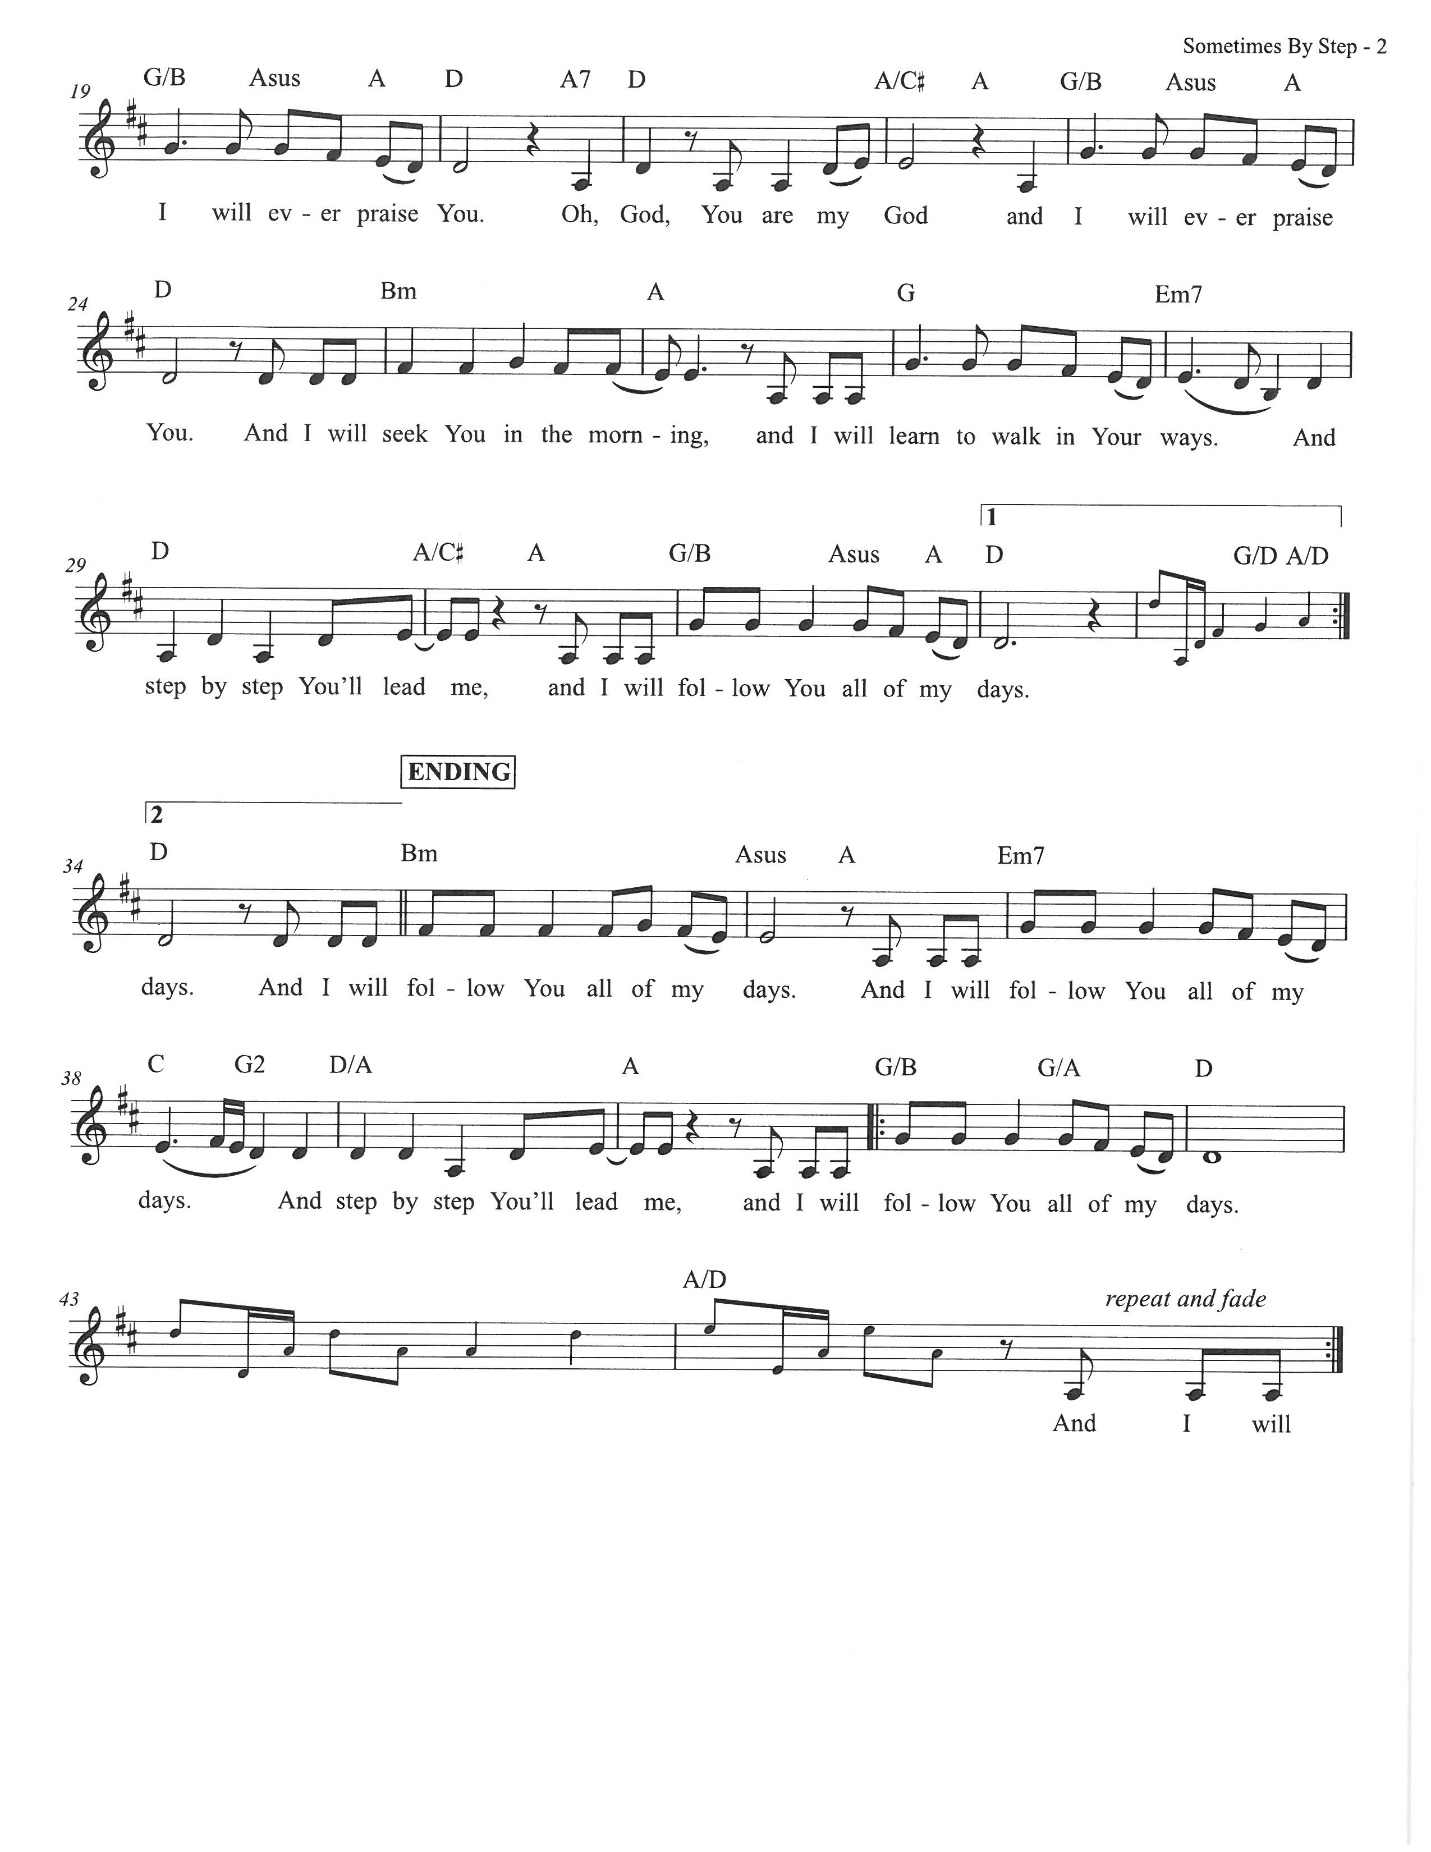 Sometimes By Step - 2
G/B Asus A D A7 D A/C♯ A G/B Asus A
19
I will ev - er praise You. Oh, God, You are my God and I will ev - er praise
D Bm A G Em7
24
You. And I will seek You in the morn - ing, and I will learn to walk in Your ways. And
1
D A/C♯ A G/B Asus A D G/D A/D
29
step by step You'll lead me, and I will fol - low You all of my days.
ENDING
2
D Bm Asus A Em7
34
days. And I will fol - low You all of my days. And I will fol - low You all of my
C G2 D/A A G/B G/A D
38
days. And step by step You'll lead me, and I will fol - low You all of my days.
A/D
43 repeat and fade
And I will